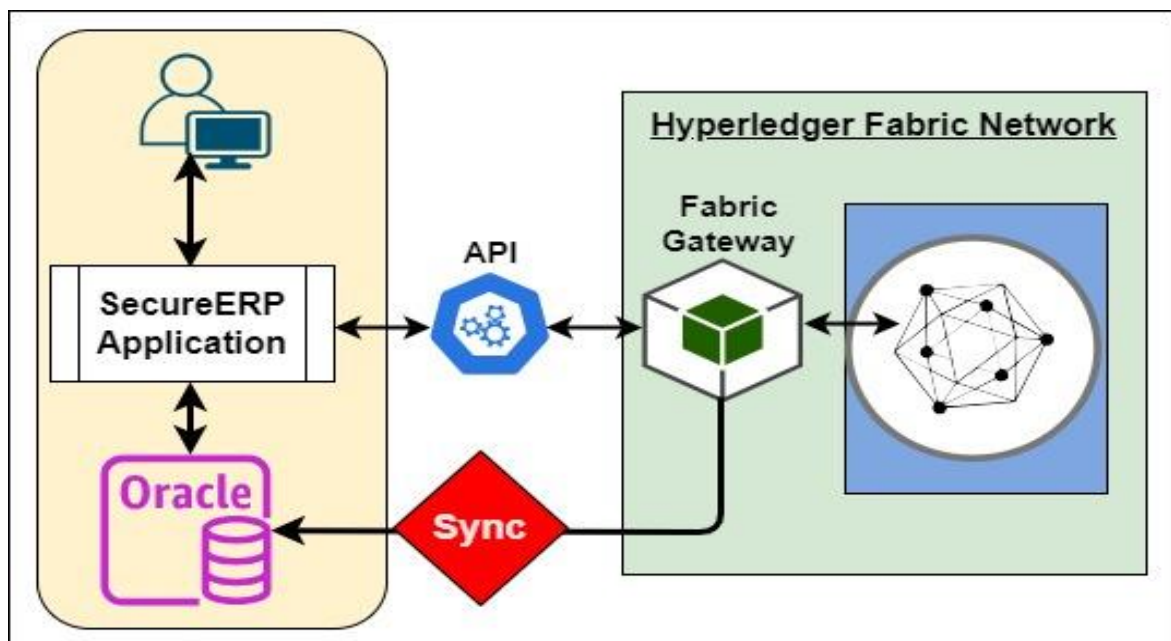 Hyperledger Fabric Network
Fabric
Gateway
API
SecureERP
Application
Oracle
Sync